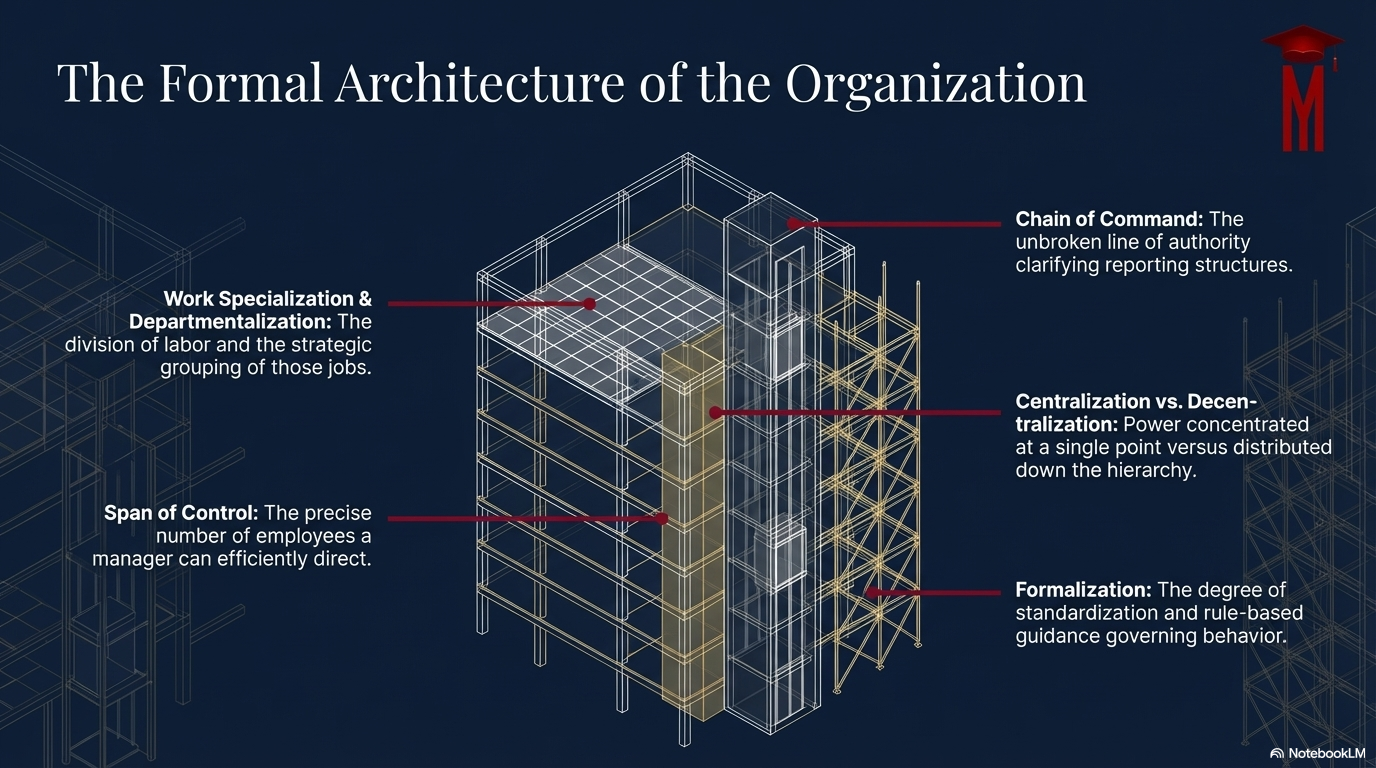 The Formal Architecture of the Organization
Work Specialization &
Departmentalization: The
division of labor and the strategic
grouping of those jobs.
Span of Control: The precise
number of employees a
manager can efficiently direct.
Chain of Command: The
unbroken line of authority
clarifying reporting structures.
Centralization vs. Decen-
tralization: Power concentrated
at a single point versus distributed
down the hierarchy.
Formalization: The degree of
standardization and rule-based
guidance governing behavior.
M
NotebookLM